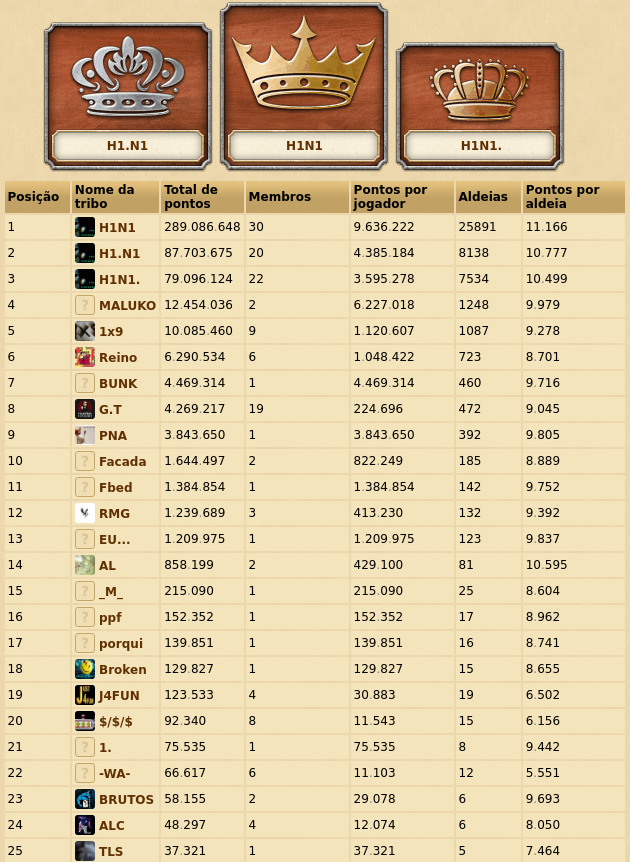 H1.N1
H1N1
H1N1.
Posição Nome da tribo Total de pontos Membros Pontos por jogador Aldeias Pontos por aldeia
1 H1N1 289.086.648 30 9.636.222 25891 11.166
2 H1.N1 87.703.675 20 4.385.184 8138 10.777
3 H1N1. 79.096.124 22 3.595.278 7534 10.499
4 ? MALUKO 12.454.036 2 6.227.018 1248 9.979
5 1x9 10.085.460 9 1.120.607 1087 9.278
6 Reino 6.290.534 6 1.048.422 723 8.701
7 ? BUNK 4.469.314 1 4.469.314 460 9.716
8 G.T 4.269.217 19 224.696 472 9.045
9 PNA 3.843.650 1 3.843.650 392 9.805
10 ? Facada 1.644.497 2 822.249 185 8.889
11 ? Fbed 1.384.854 1 1.384.854 142 9.752
12 RMG 1.239.689 3 413.230 132 9.392
13 ? EU... 1.209.975 1 1.209.975 123 9.837
14 AL 858.199 2 429.100 81 10.595
15 ? _M_ 215.090 1 215.090 25 8.604
16 ? ppf 152.352 1 152.352 17 8.962
17 ? porqui 139.851 1 139.851 16 8.741
18 Broken 129.827 1 129.827 15 8.655
19 J4FUN 123.533 4 30.883 19 6.502
20 $/$/$ 92.340 8 11.543 15 6.156
21 ? 1. 75.535 1 75.535 8 9.442
22 ? -WA- 66.617 6 11.103 12 5.551
23 BRUTOS 58.155 2 29.078 6 9.693
24 ALC 48.297 4 12.074 6 8.050
25 TLS 37.321 1 37.321 5 7.464